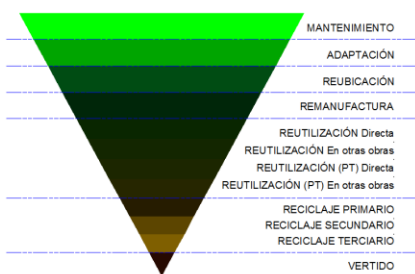 MANTENIMIENTO
ADAPTACIÓN
REUBICACIÓN
REMANUFACTURA
REUTILIZACIÓN Directa
REUTILIZACIÓN En otras obras
REUTILIZACIÓN (PT) Directa
REUTILIZACIÓN (PT) En otras obras
RECICLAJE PRIMARIO
RECICLAJE SECUNDARIO
RECICLAJE TERCIARIO
VERTIDO